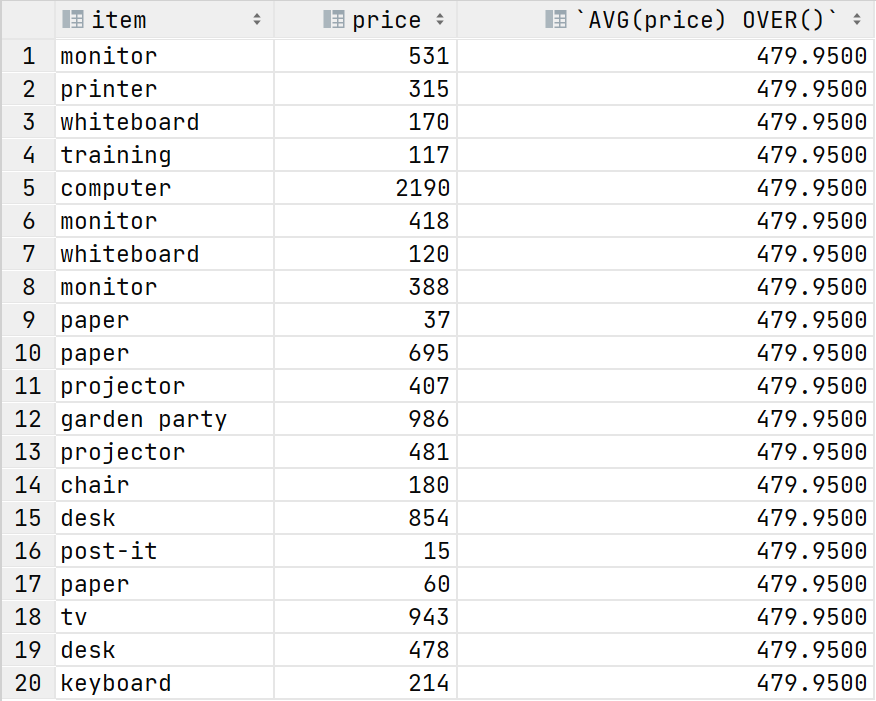 item price `AVG(price) OVER()`
1 monitor 531 479.9500
2 printer 315 479.9500
3 whiteboard 170 479.9500
4 training 117 479.9500
5 computer 2190 479.9500
6 monitor 418 479.9500
7 whiteboard 120 479.9500
8 monitor 388 479.9500
9 paper 37 479.9500
10 paper 695 479.9500
11 projector 407 479.9500
12 garden party 986 479.9500
13 projector 481 479.9500
14 chair 180 479.9500
15 desk 854 479.9500
16 post-it 15 479.9500
17 paper 60 479.9500
18 tv 943 479.9500
19 desk 478 479.9500
20 keyboard 214 479.9500